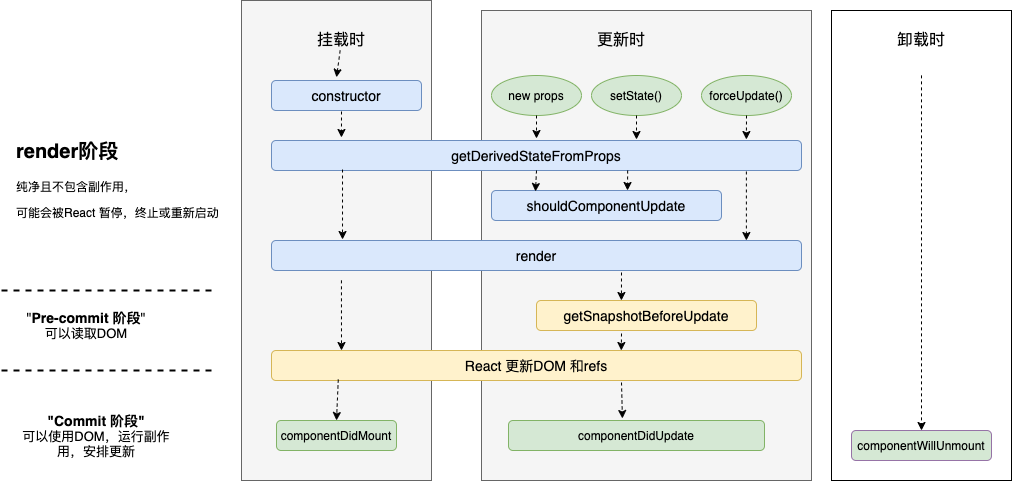 挂载时
更新时
卸载时
constructor
new props
setState()
forceUpdate()
render阶段
纯净且不包含副作用，
可能会被React 暂停，终止或重新启动
getDerivedStateFromProps
shouldComponentUpdate
render
"Pre-commit 阶段"
可以读取DOM
getSnapshotBeforeUpdate
React 更新DOM 和refs
"Commit 阶段"
可以使用DOM，运行副作
用，安排更新
componentDidMount
componentDidUpdate
componentWillUnmount